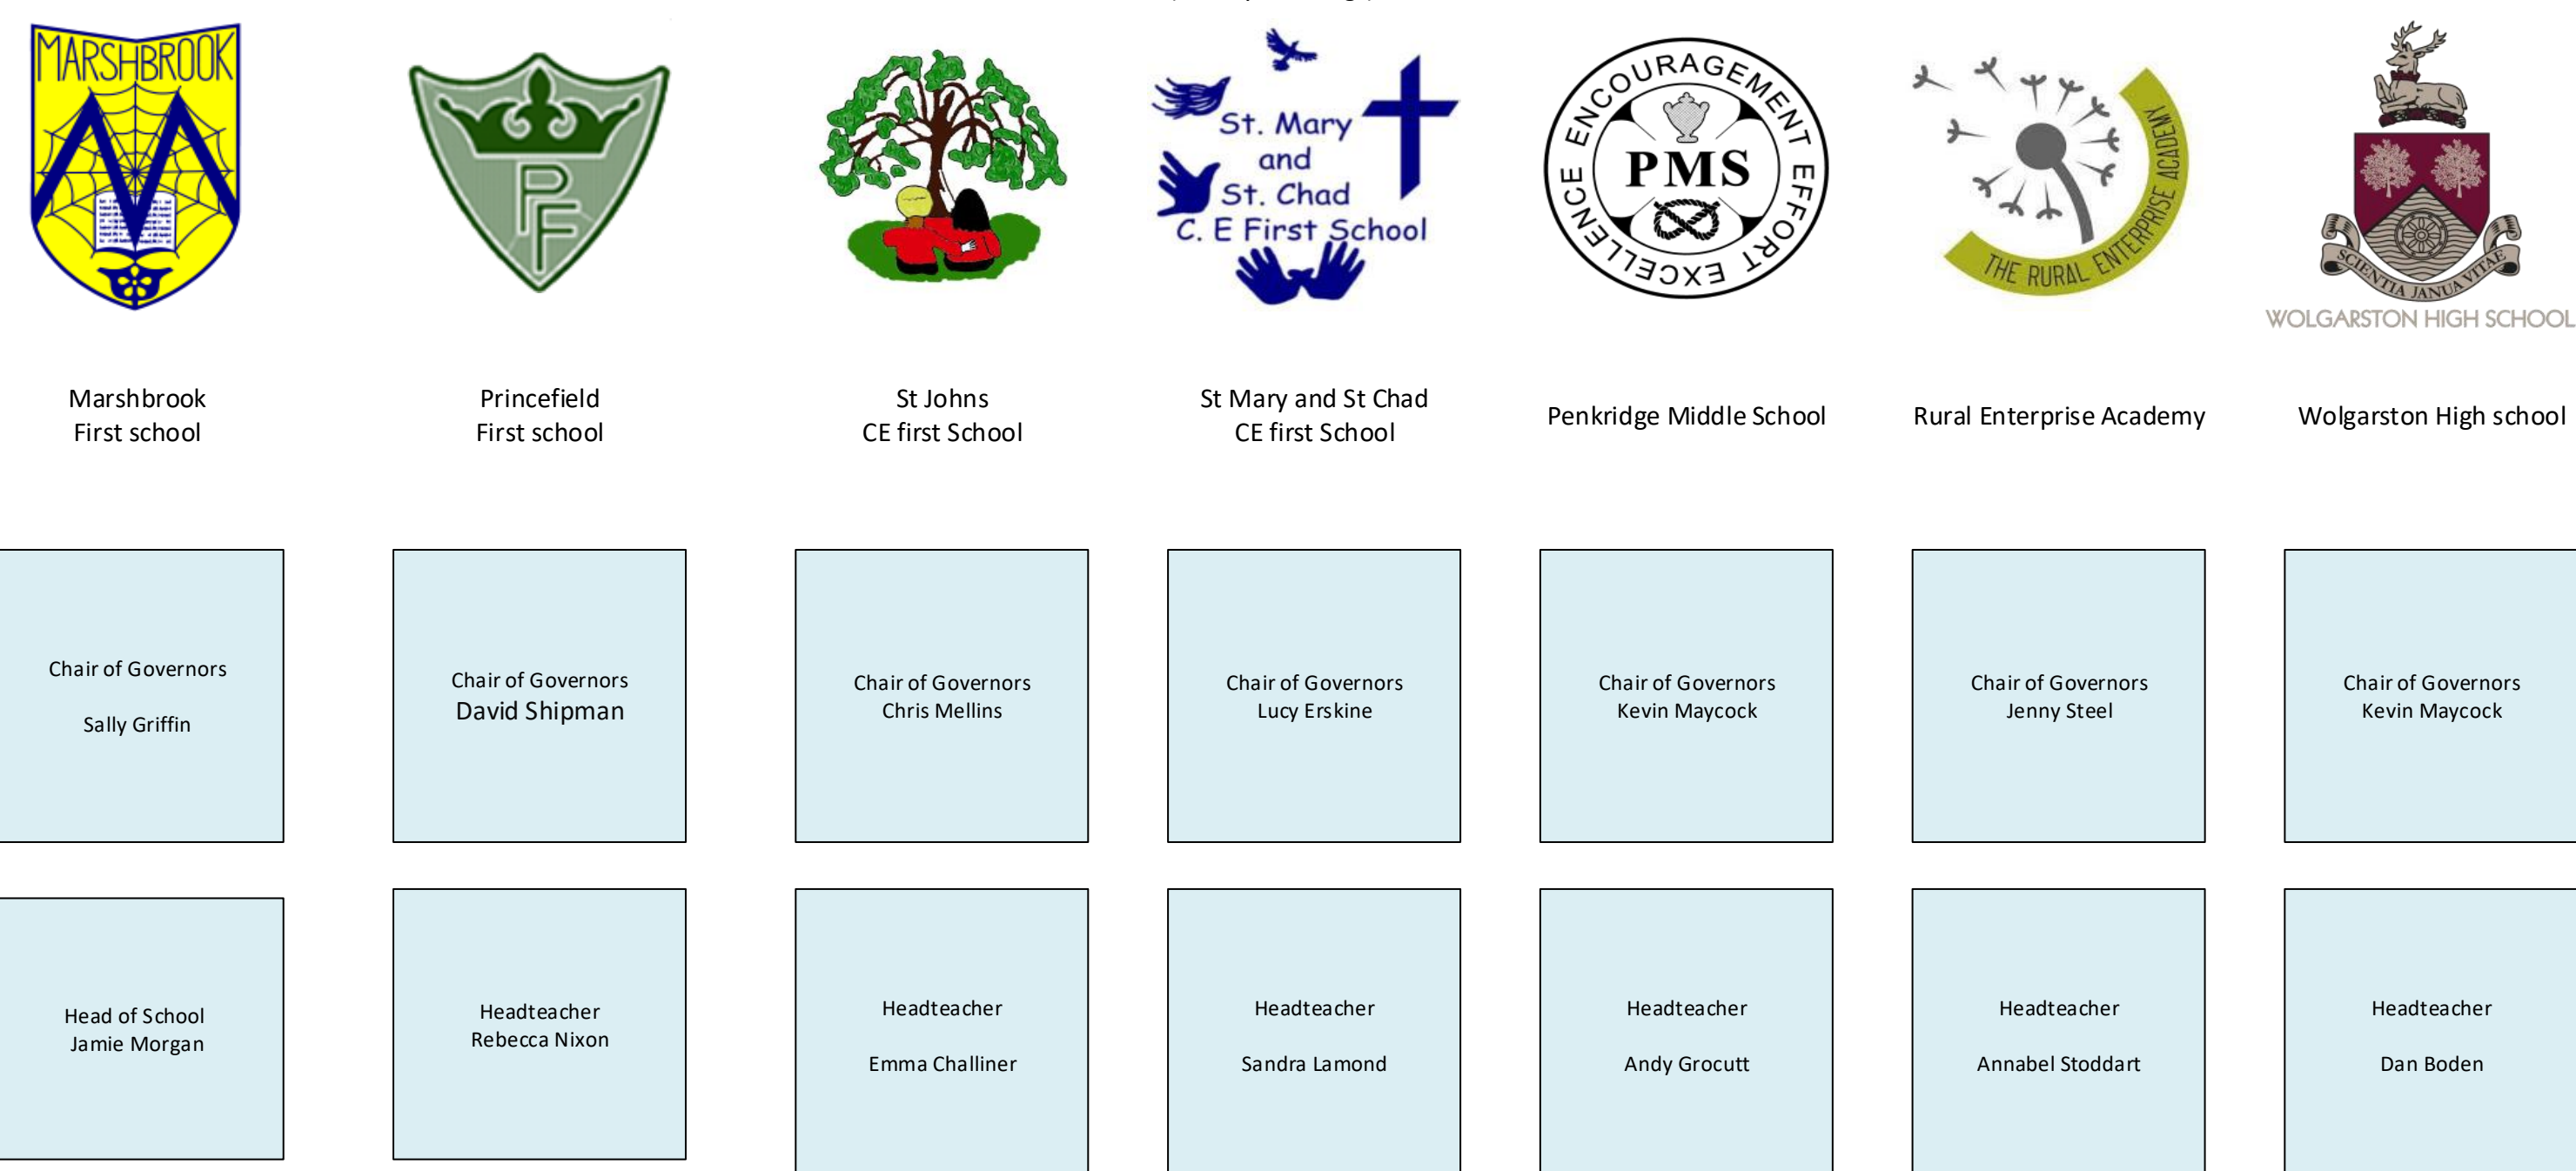 MARSHBROOK
M
PF
St. Mary
and
St. Chad
C. E First School
EXCELLENCE ENCOURAGEMENT EFFORT
PMS
THE RURAL ENTERPRISE ACADEMY
SCIENTIA JANUA VITAE
WOLGARSTON HIGH SCHOOL
Marshbrook
First school
Princefield
First school
St Johns
CE first School
St Mary and St Chad
CE first School
Penkridge Middle School
Rural Enterprise Academy
Wolgarston High school
Chair of Governors
Sally Griffin
Chair of Governors
David Shipman
Chair of Governors
Chris Mellins
Chair of Governors
Lucy Erskine
Chair of Governors
Kevin Maycock
Chair of Governors
Jenny Steel
Chair of Governors
Kevin Maycock
Head of School
Jamie Morgan
Headteacher
Rebecca Nixon
Headteacher
Emma Challiner
Headteacher
Sandra Lamond
Headteacher
Andy Grocutt
Headteacher
Annabel Stoddart
Headteacher
Dan Boden